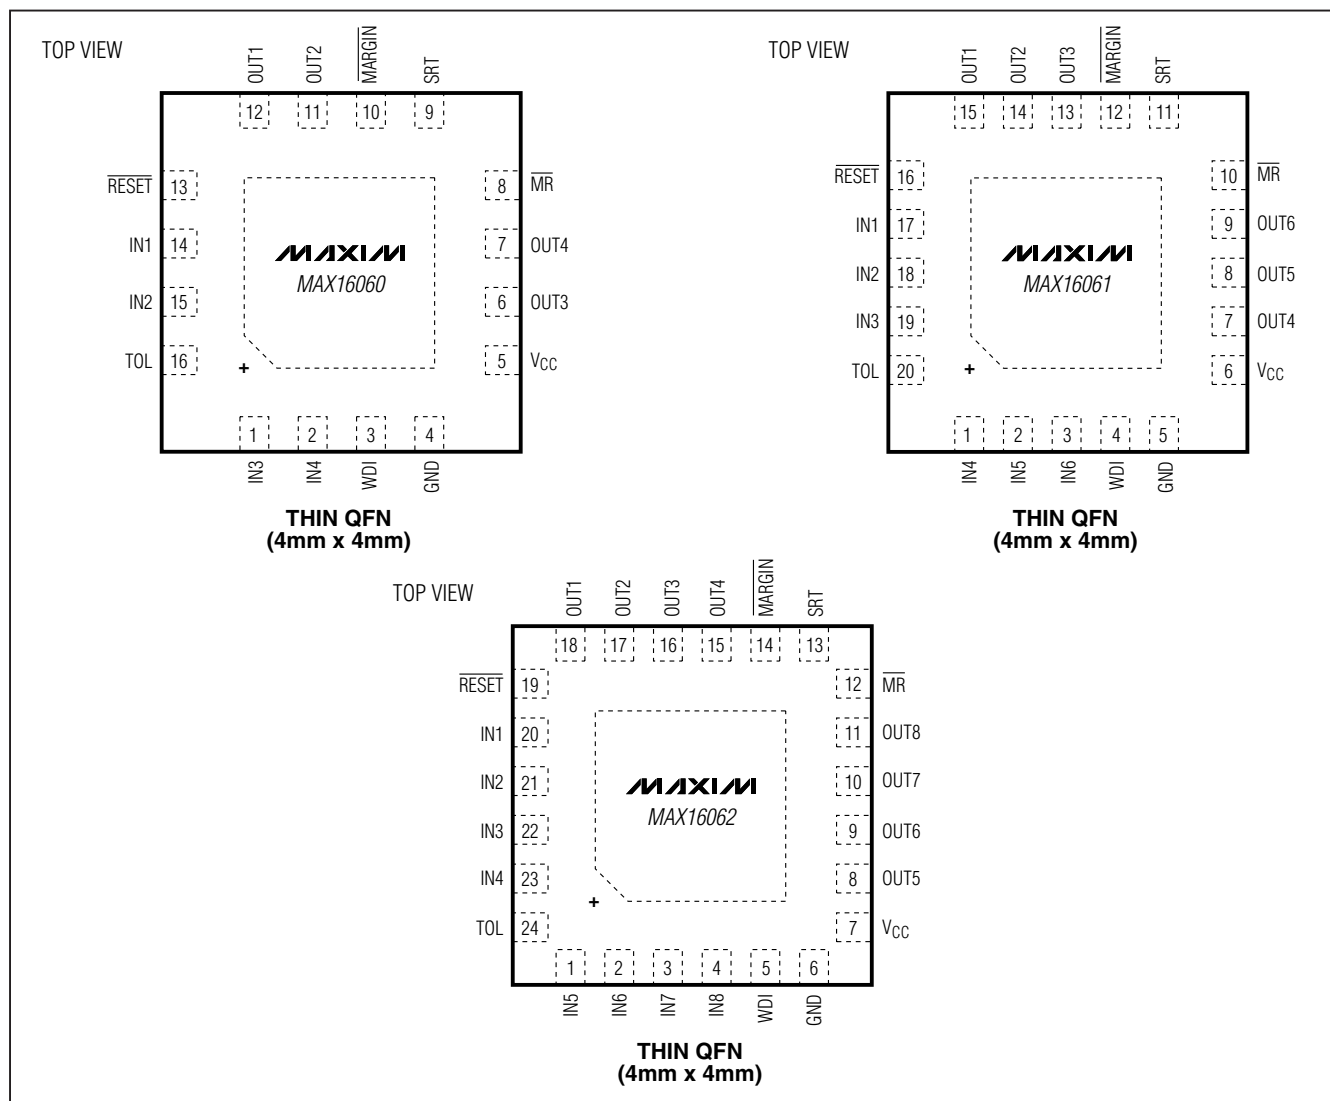 TOP VIEW
OUT1 OUT2 MARGIN SRT
12 11 10 9
RESET 13 8 MR
IN1 14 7 OUT4
IN2 15 6 OUT3
TOL 16 5 VCC
MAXIM
MAX16060
+
1 2 3 4
IN3 IN4 WDI GND
THIN QFN
(4mm x 4mm)
TOP VIEW
OUT1 OUT2 OUT3 MARGIN SRT
15 14 13 12 11
RESET 16 10 MR
IN1 17 9 OUT6
IN2 18 8 OUT5
IN3 19 7 OUT4
TOL 20 6 VCC
MAXIM
MAX16061
+
1 2 3 4 5
IN4 IN5 IN6 WDI GND
THIN QFN
(4mm x 4mm)
TOP VIEW
OUT1 OUT2 OUT3 OUT4 MARGIN SRT
18 17 16 15 14 13
RESET 19 12 MR
IN1 20 11 OUT8
IN2 21 10 OUT7
IN3 22 9 OUT6
IN4 23 8 OUT5
TOL 24 7 VCC
MAXIM
MAX16062
+
1 2 3 4 5 6
IN5 IN6 IN7 IN8 WDI GND
THIN QFN
(4mm x 4mm)